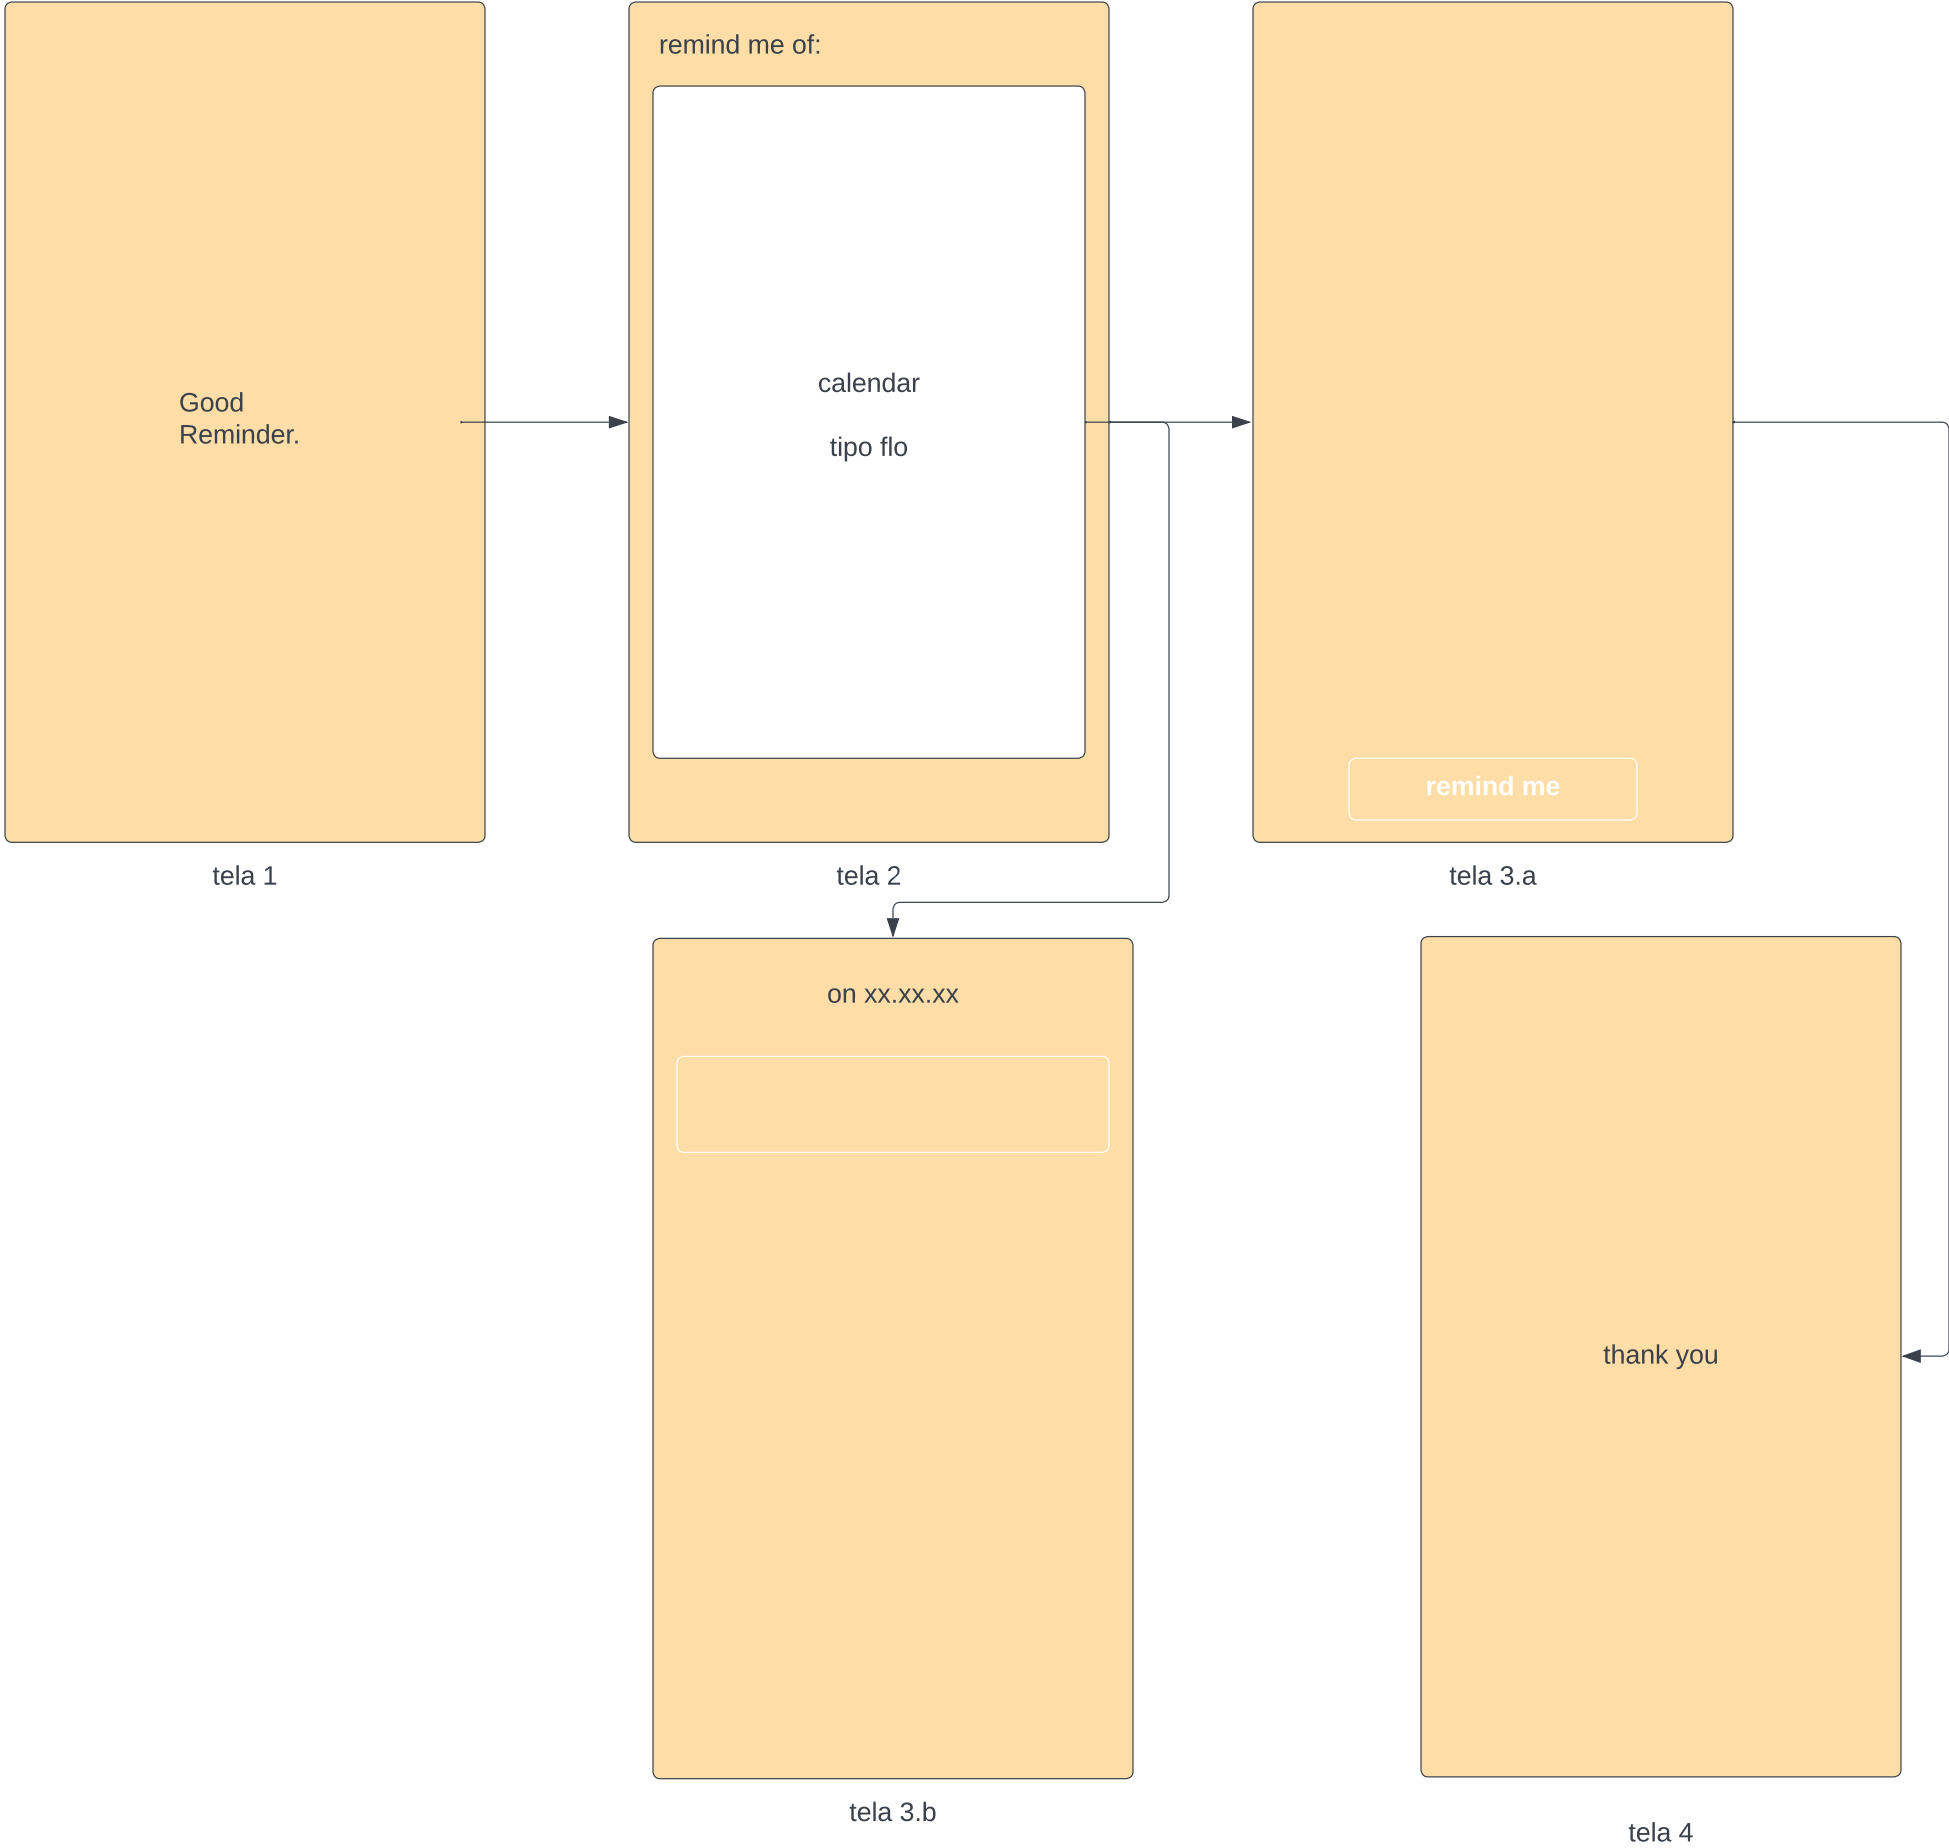 remind me of:
calendar
tipo flo
Good
Reminder.
remind me
tela 1
tela 2
tela 3.a
on xx.xx.xx
thank you
tela 3.b
tela 4